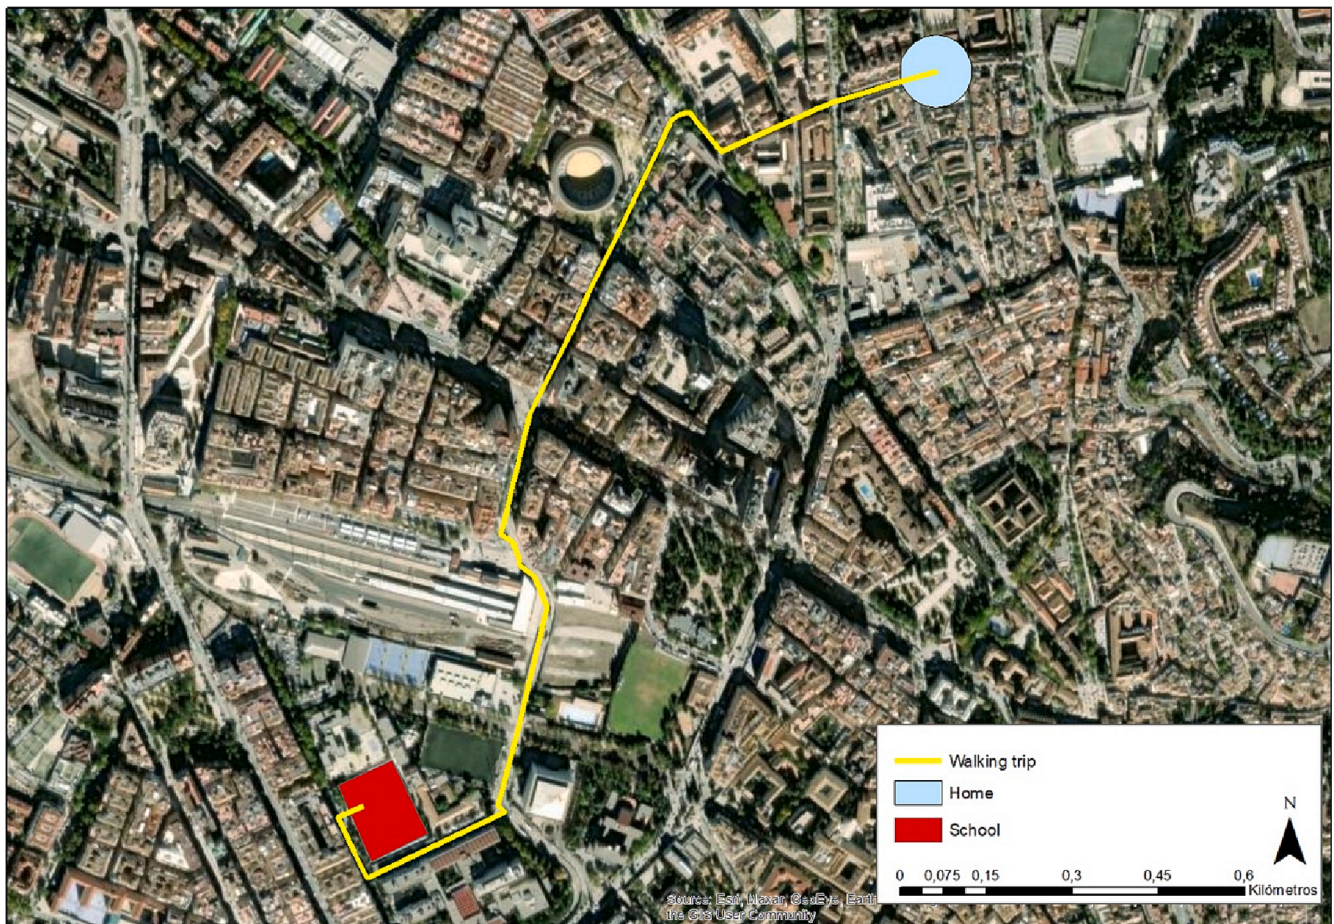 Walking trip
Home
School
N
0 0,075 0,15 0,3 0,45 0,6
Kilómetros
Source: Esri, Maxar, GeoEye, Earth
the GIS User Community